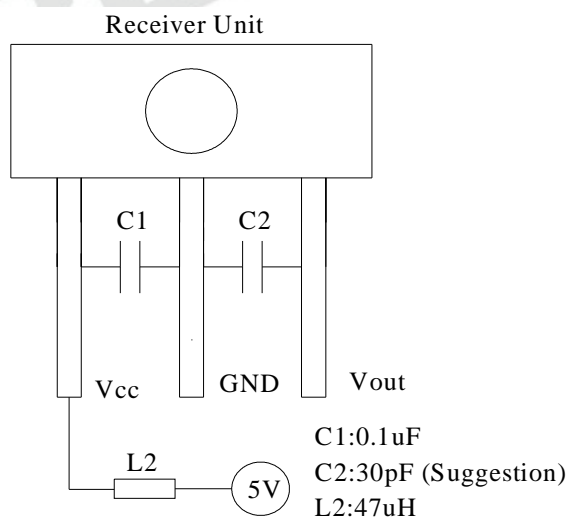 Receiver Unit
C1 C2
Vcc GND Vout
L2
5V
C1:0.1uF
C2:30pF (Suggestion)
L2:47uH